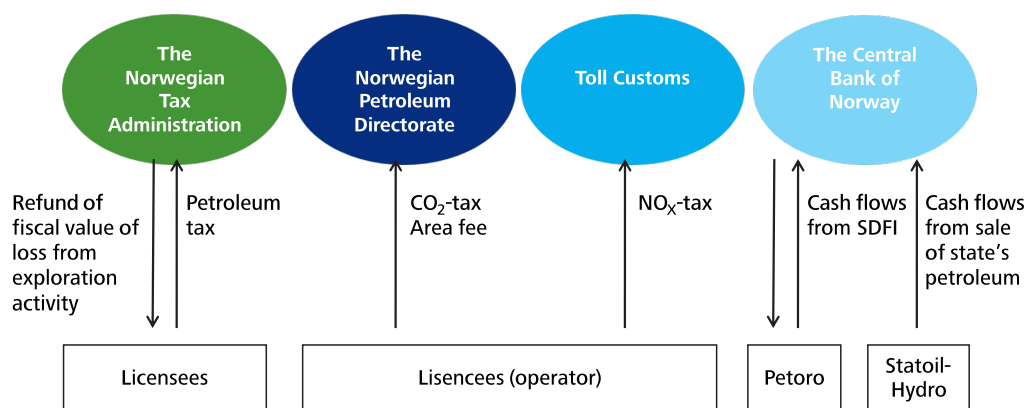 The
Norwegian
Tax
Administration
The
Norwegian
Petroleum
Directorate
Toll Customs
The Central
Bank of
Norway
Refund of
fiscal value of
loss from
exploration
activity
Petroleum
tax
CO₂-tax
Area fee
NOₓ-tax
Cash flows
from SDFI
Cash flows
from sale
of state’s
petroleum
Licensees
Lisencees (operator)
Petoro
Statoil-
Hydro